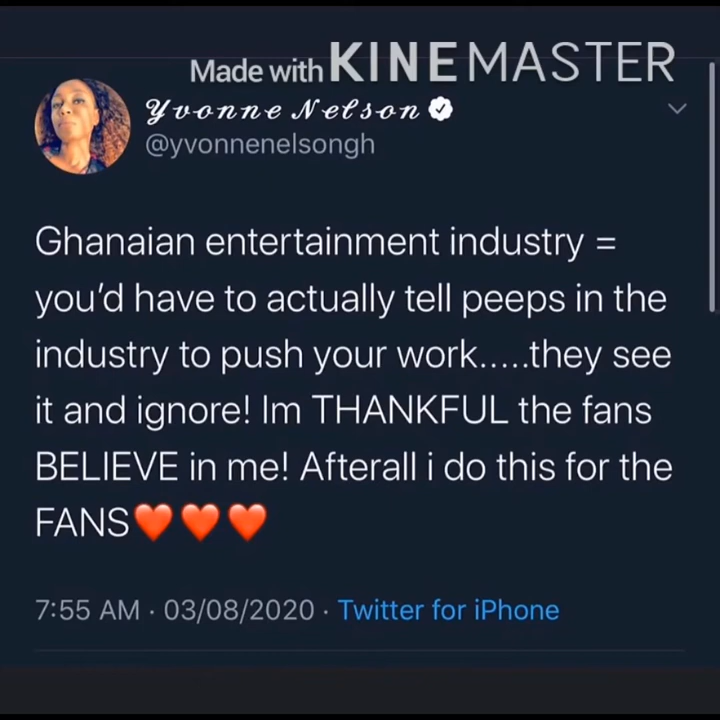 Made with KINEMASTER
Yvonne Nelson
@yvonnenelsongh
Ghanaian entertainment industry =
you'd have to actually tell peeps in the
industry to push your work.....they see
it and ignore! Im THANKFUL the fans
BELIEVE in me! Afterall i do this for the
FANS❤️❤️❤️
7:55 AM · 03/08/2020 · Twitter for iPhone